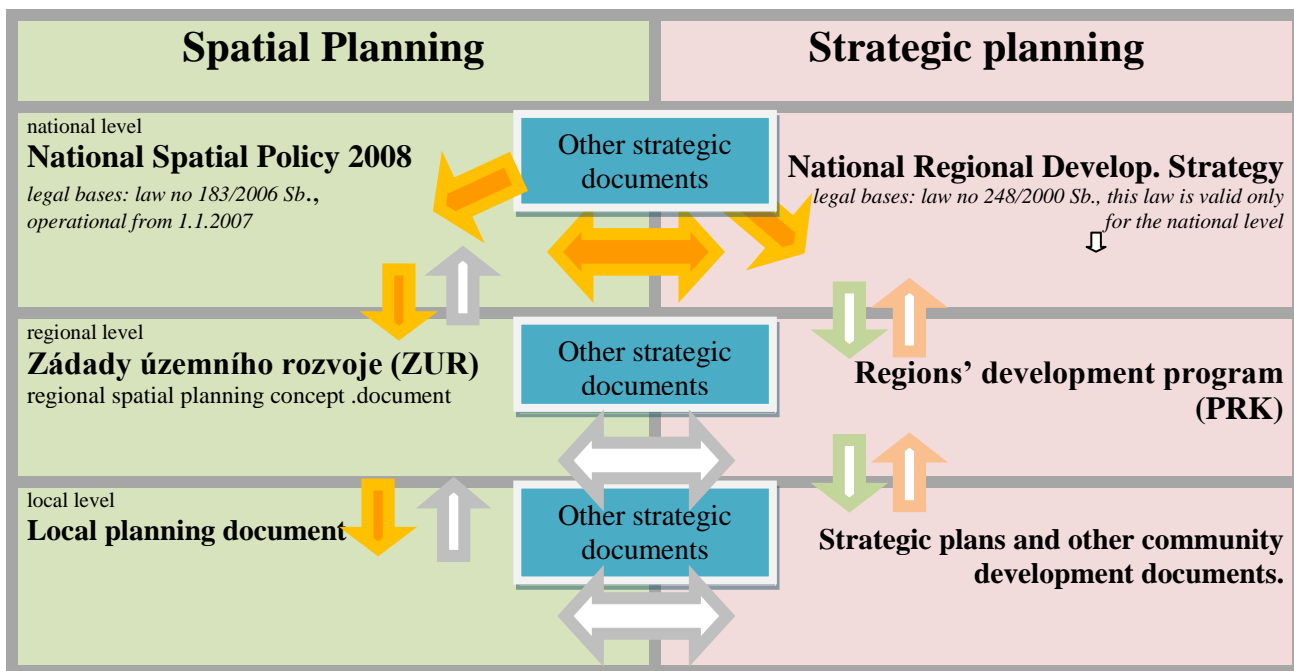 Spatial Planning
Strategic planning
national level
National Spatial Policy 2008
legal bases: law no 183/2006 Sb.,
operational from 1.1.2007
Other strategic
documents
National Regional Develop. Strategy
legal bases: law no 248/2000 Sb., this law is valid only
for the national level
regional level
Zádady územního rozvoje (ZUR)
regional spatial planning concept .document
Other strategic
documents
Regions’ development program
(PRK)
local level
Local planning document
Other strategic
documents
Strategic plans and other community
development documents.